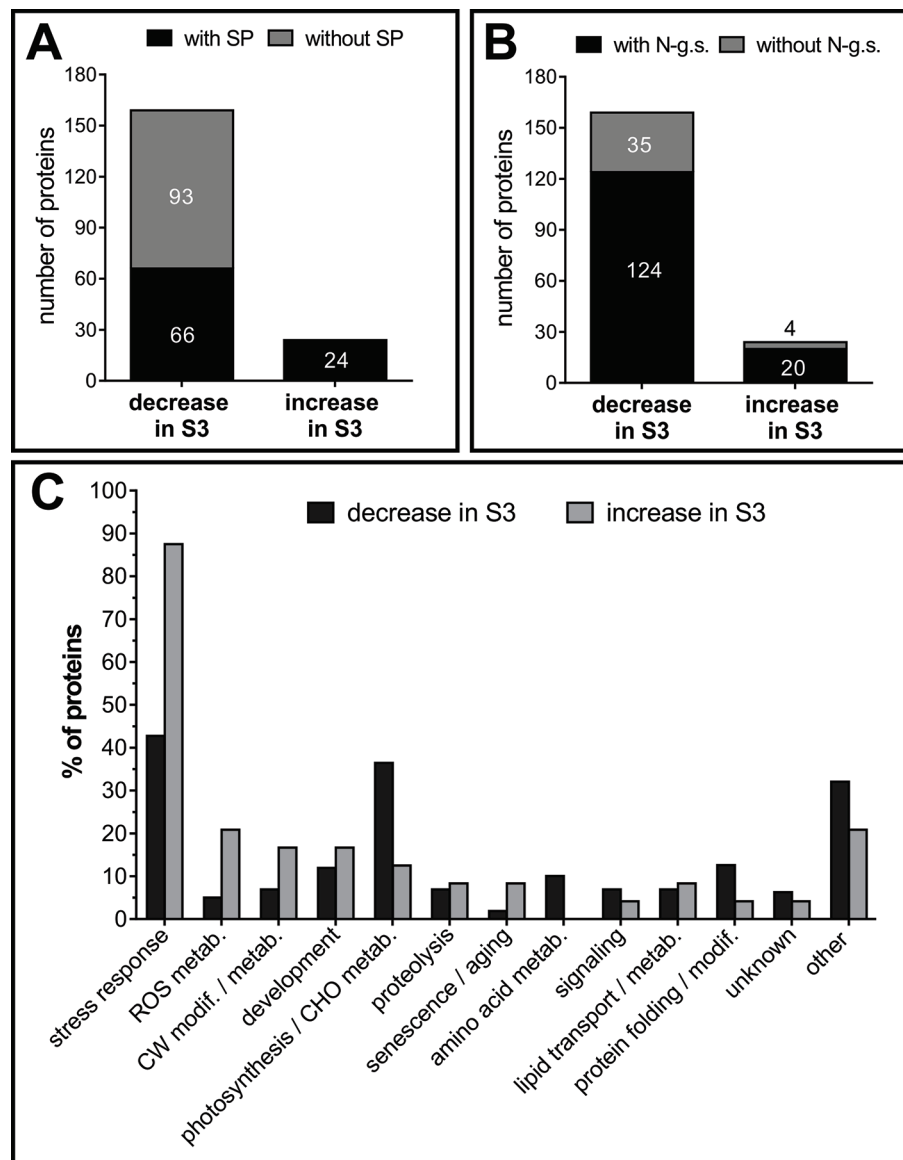 A
with SP without SP
number of proteins
180
150
120
90
60
30
0
93
66
24
decrease in S3
increase in S3
B
with N-g.s. without N-g.s.
number of proteins
180
150
120
90
60
30
0
35
124
4
20
decrease in S3
increase in S3
C
decrease in S3 increase in S3
% of proteins
100
90
80
70
60
50
40
30
20
10
0
stress response
ROS metab.
CW modif. / metab.
development
photosynthesis / CHO metab.
proteolysis
senescence / aging
amino acid metab.
signaling
lipid transport / metab.
protein folding / modif.
unknown
other